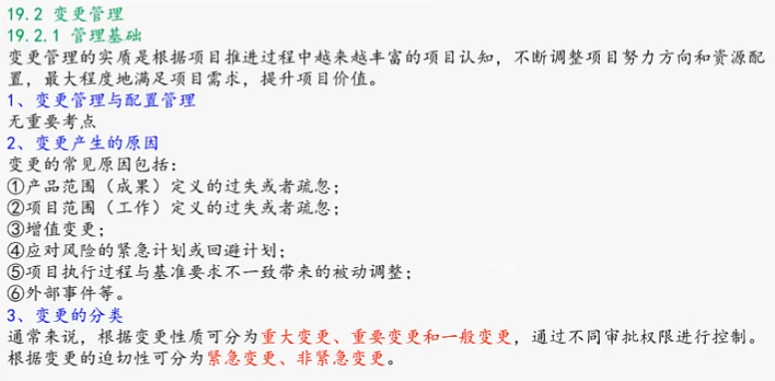 19.2 变更管理
19.2.1 管理基础
变更管理的实质是根据项目推进过程中越来越丰富的项目认知，不断调整项目努力方向和资源配
置，最大程度地满足项目需求，提升项目价值。
1、变更管理与配置管理
无重要考点
2、变更产生的原因
变更的常见原因包括：
①产品范围（成果）定义的过失或者疏忽；
②项目范围（工作）定义的过失或者疏忽；
③增值变更；
④应对风险的紧急计划或回避计划；
⑤项目执行过程与基准要求不一致带来的被动调整；
⑥外部事件等。
3、变更的分类
通常来说，根据变更性质可分为重大变更、重要变更和一般变更，通过不同审批权限进行控制。
根据变更的迫切性可分为紧急变更、非紧急变更。